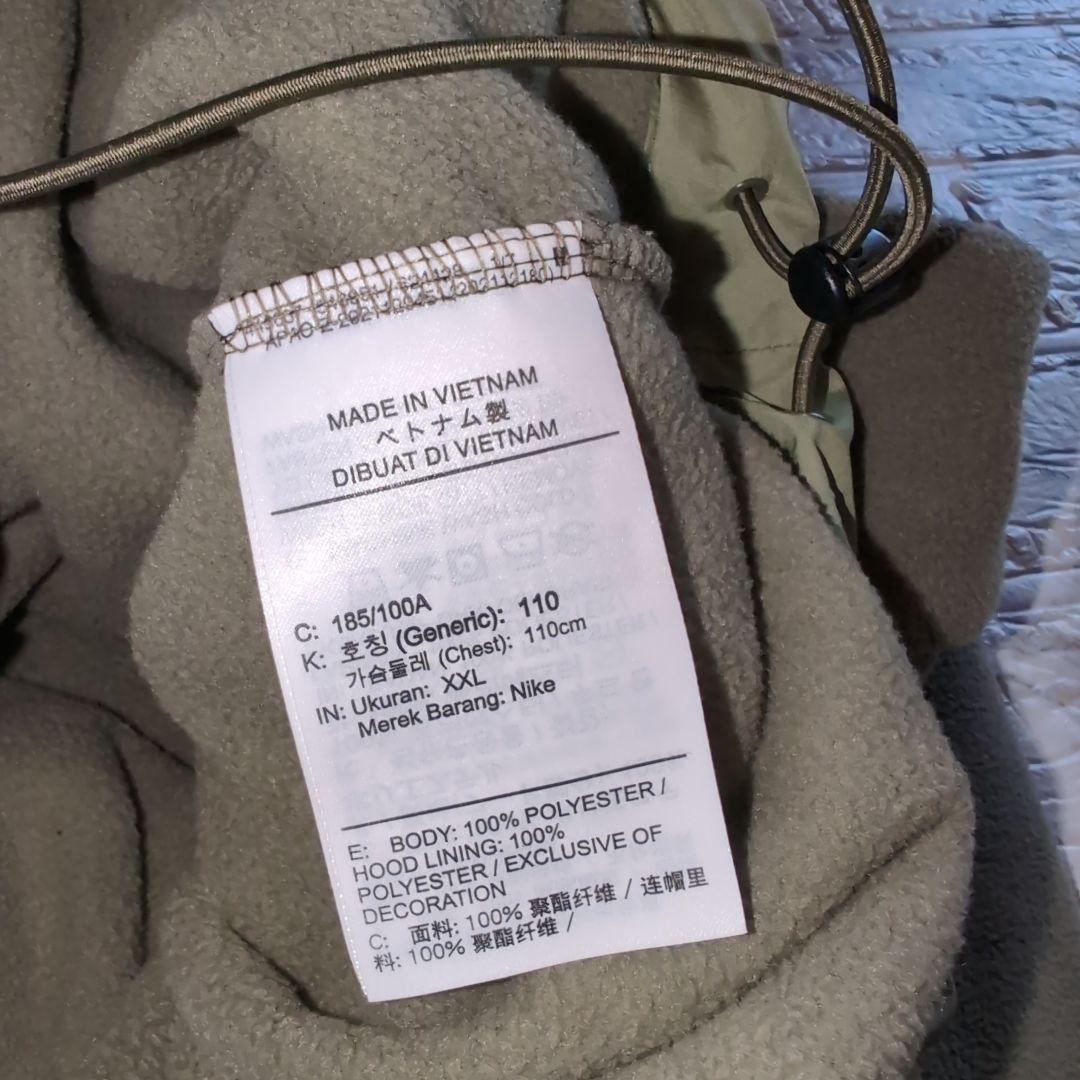 MADE IN VIETNAM
ベトナム製
DIBUAT DI VIETNAM
C: 185/100A
K: 호칭 (Generic): 110
가슴둘레 (Chest): 110cm
IN: Ukuran: XXL
Merek Barang: Nike
E: BODY: 100% POLYESTER /
HOOD LINING: 100%
POLYESTER / EXCLUSIVE OF
DECORATION
C: 面料: 100% 聚酯纤维 / 连帽里
料: 100% 聚酯纤维 /